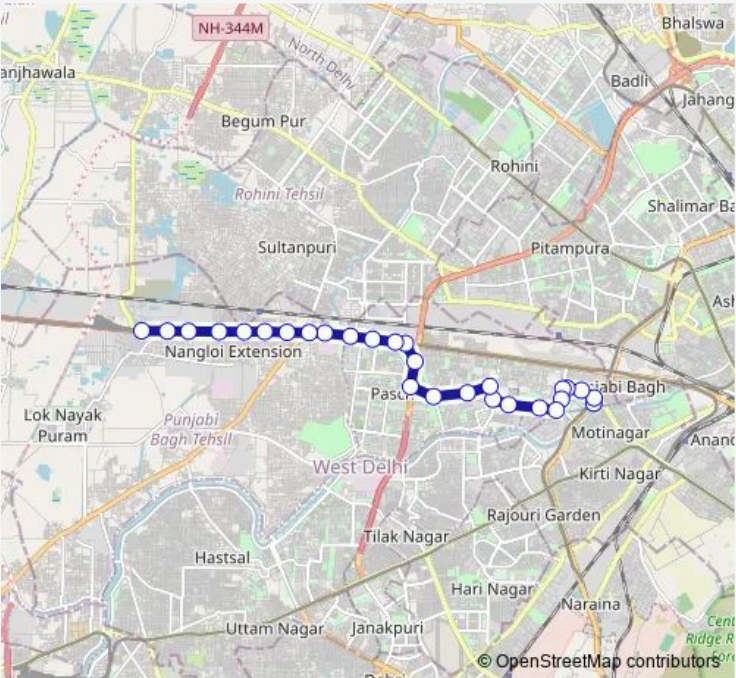 Bhalswa
NH-344M
North Delhi
anjhawala
Badli
Jahang
Begum Pur
Rohini
Rohini Tehsil
Shalimar Ba
Sultanpuri
Pitampura
Ash
Nangloi Extension
Pasc
jabi Bagh
Lok Nayak
Puram
Punjabi
Bagh Tehsil
Motinagar
Anand
West Delhi
Kirti Nagar
Rajouri Garden
Tilak Nagar
Hastsal
Hari Nagar
Naraina
Uttam Nagar
Janakpuri
Cent
Ridge R
Fore
© OpenStreetMap contributors